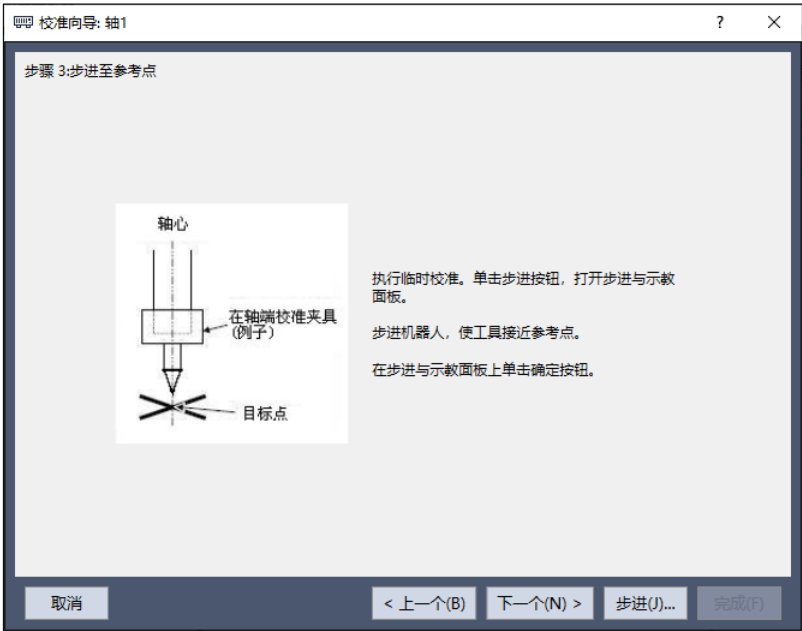 校准向导: 轴1
?
步骤 3:步进至参考点
轴心
在轴端校准夹具
(例子)
目标点
执行临时校准。单击步进按钮，打开步进与示教
面板。
步进机器人，使工具接近参考点。
在步进与示教面板上单击确定按钮。
取消
< 上一个(B)
下一个(N) >
步进(J)...
完成(F)